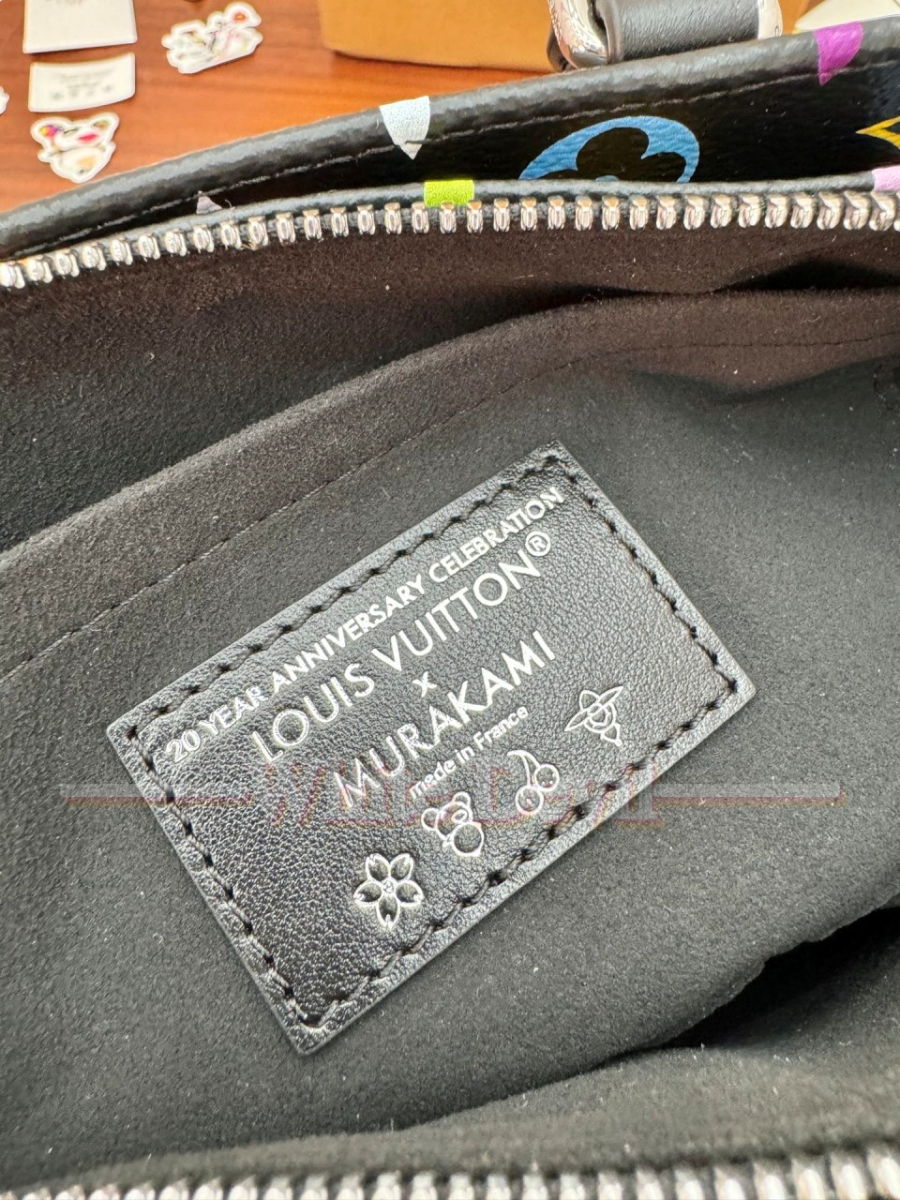 20 YEAR ANNIVERSARY CELEBRATION
LOUIS VUITTON®
x
MURAKAMI
made in France